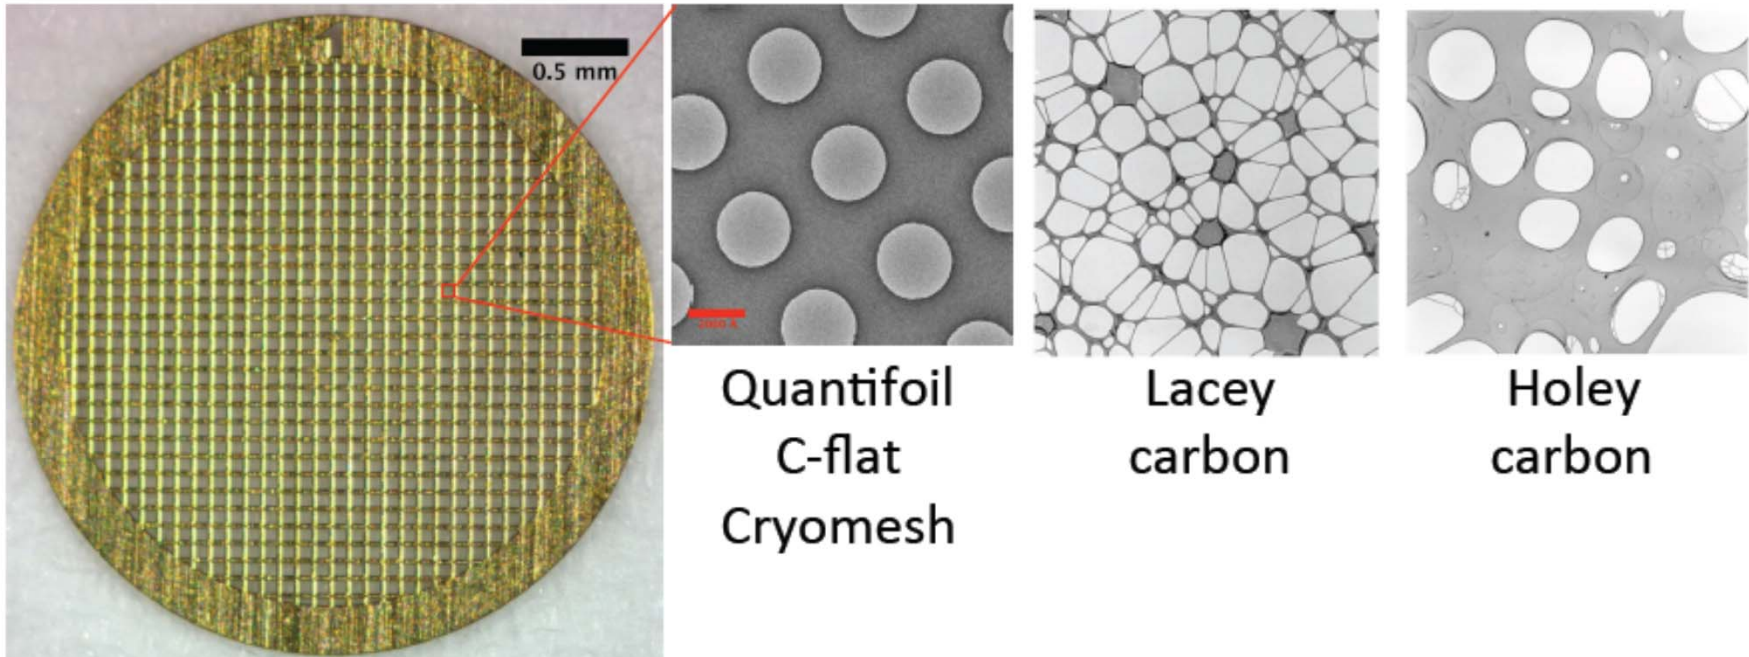 0.5 mm
Quantifoil
C-flat
Cryomesh
Lacey
carbon
Holey
carbon